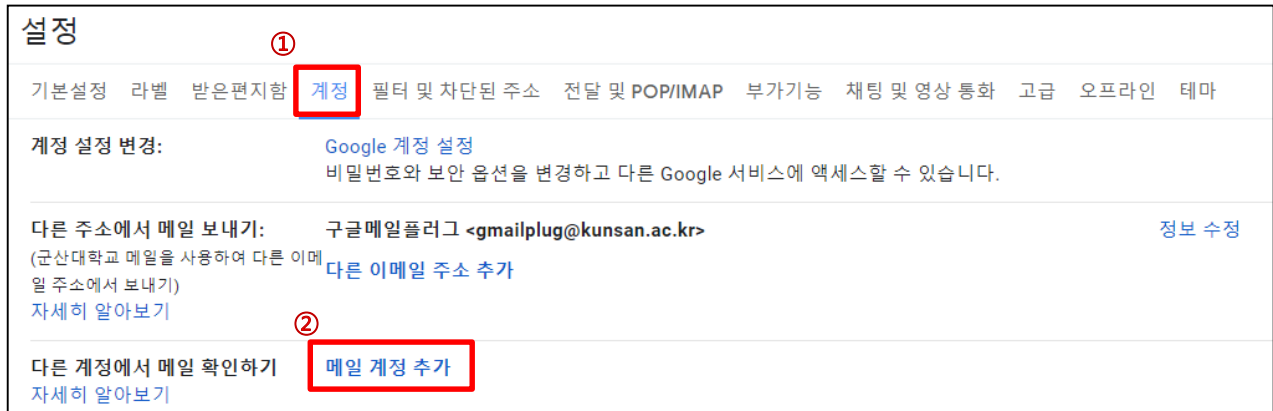 설정
①
기본설정 라벨 받은편지함 계정 필터 및 차단된 주소 전달 및 POP/IMAP 부가기능 채팅 및 영상 통화 고급 오프라인 테마
계정 설정 변경: Google 계정 설정
비밀번호와 보안 옵션을 변경하고 다른 Google 서비스에 액세스할 수 있습니다.
다른 주소에서 메일 보내기: 구글메일플러그 <gmailplug@kunsan.ac.kr> 정보 수정
(군산대학교 메일을 사용하여 다른 이메
일 주소에서 보내기)
다른 이메일 주소 추가
자세히 알아보기
②
다른 계정에서 메일 확인하기 메일 계정 추가
자세히 알아보기